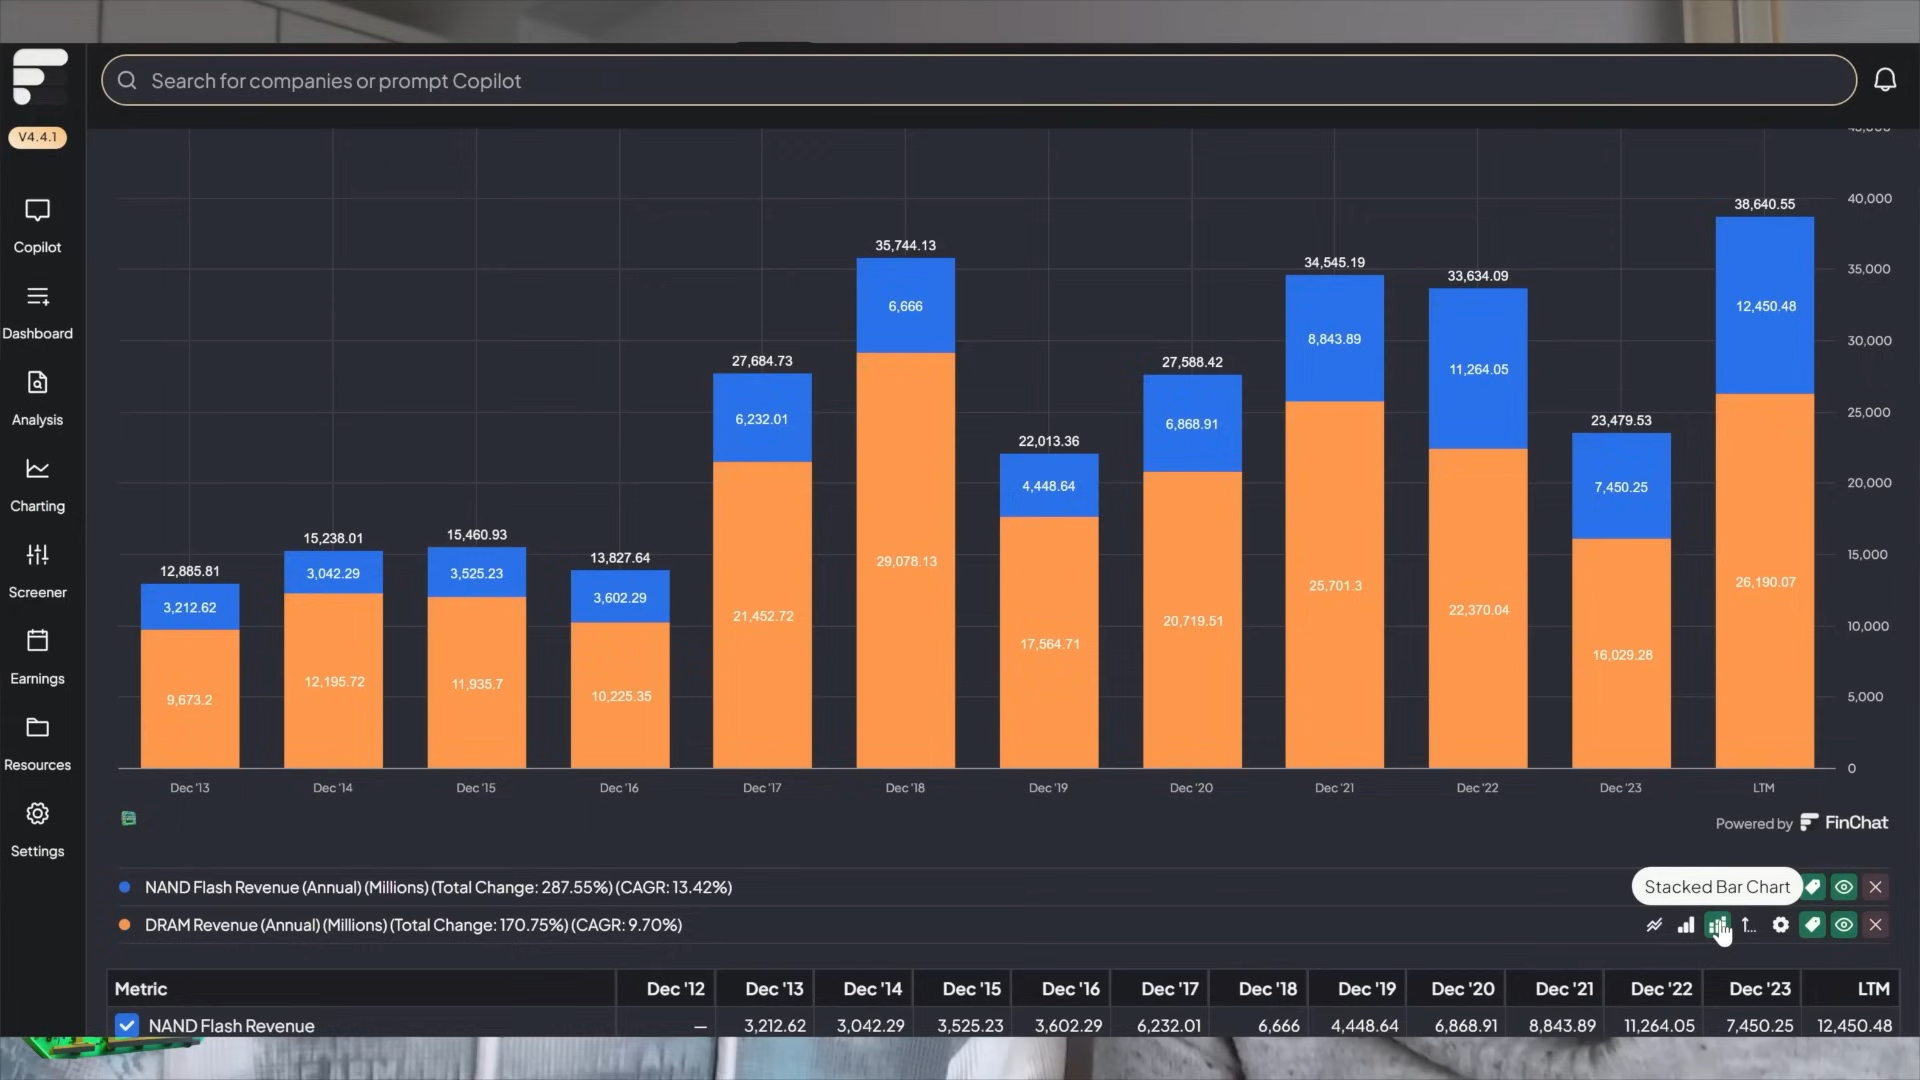 Search for companies or prompt Copilot
V4.4.1
Copilot
Dashboard
Analysis
Charting
Screener
Earnings
Resources
Settings
45,000
40,000
35,000
30,000
25,000
20,000
15,000
10,000
5,000
0
12,885.81
3,212.62
9,673.2
15,238.01
3,042.29
12,195.72
15,460.93
3,525.23
11,935.7
13,827.64
3,602.29
10,225.35
27,684.73
6,232.01
21,452.72
35,744.13
6,666
29,078.13
22,013.36
4,448.64
17,564.71
27,588.42
6,868.91
20,719.51
34,545.19
8,843.89
25,701.3
33,634.09
11,264.05
22,370.04
23,479.53
7,450.25
16,029.28
38,640.55
12,450.48
26,190.07
Dec '13 Dec '14 Dec '15 Dec '16 Dec '17 Dec '18 Dec '19 Dec '20 Dec '21 Dec '22 Dec '23 LTM
Powered by FinChat
NAND Flash Revenue (Annual) (Millions) (Total Change: 287.55%) (CAGR: 13.42%)
Stacked Bar Chart
DRAM Revenue (Annual) (Millions) (Total Change: 170.75%) (CAGR: 9.70%)
Metric Dec '12 Dec '13 Dec '14 Dec '15 Dec '16 Dec '17 Dec '18 Dec '19 Dec '20 Dec '21 Dec '22 Dec '23 LTM
NAND Flash Revenue — 3,212.62 3,042.29 3,525.23 3,602.29 6,232.01 6,666 4,448.64 6,868.91 8,843.89 11,264.05 7,450.25 12,450.48